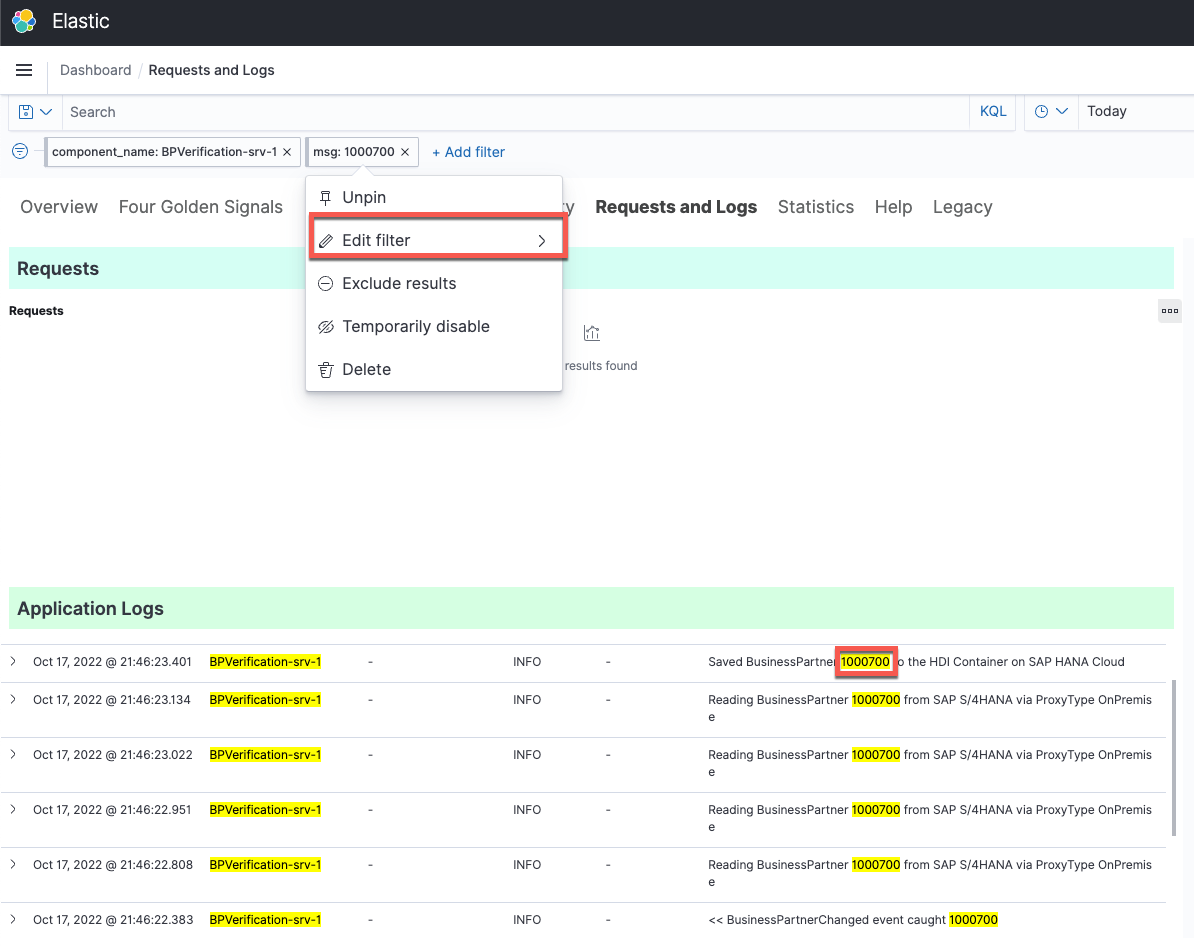 Elastic
Dashboard / Requests and Logs
Search KQL Today
component_name: BPVerification-srv-1 × msg: 1000700 × + Add filter
Overview Four Golden Signals y Requests and Logs Statistics Help Legacy
Unpin
Edit filter
Exclude results
Temporarily disable
Delete
Requests
Requests
results found
Application Logs
Oct 17, 2022 @ 21:46:23.401 BPVerification-srv-1 - INFO - Saved BusinessPartner 1000700 o the HDI Container on SAP HANA Cloud
Oct 17, 2022 @ 21:46:23.134 BPVerification-srv-1 - INFO - Reading BusinessPartner 1000700 from SAP S/4HANA via ProxyType OnPremis
e
Oct 17, 2022 @ 21:46:23.022 BPVerification-srv-1 - INFO - Reading BusinessPartner 1000700 from SAP S/4HANA via ProxyType OnPremis
e
Oct 17, 2022 @ 21:46:22.951 BPVerification-srv-1 - INFO - Reading BusinessPartner 1000700 from SAP S/4HANA via ProxyType OnPremis
e
Oct 17, 2022 @ 21:46:22.808 BPVerification-srv-1 - INFO - Reading BusinessPartner 1000700 from SAP S/4HANA via ProxyType OnPremis
e
Oct 17, 2022 @ 21:46:22.383 BPVerification-srv-1 - INFO - << BusinessPartnerChanged event caught 1000700